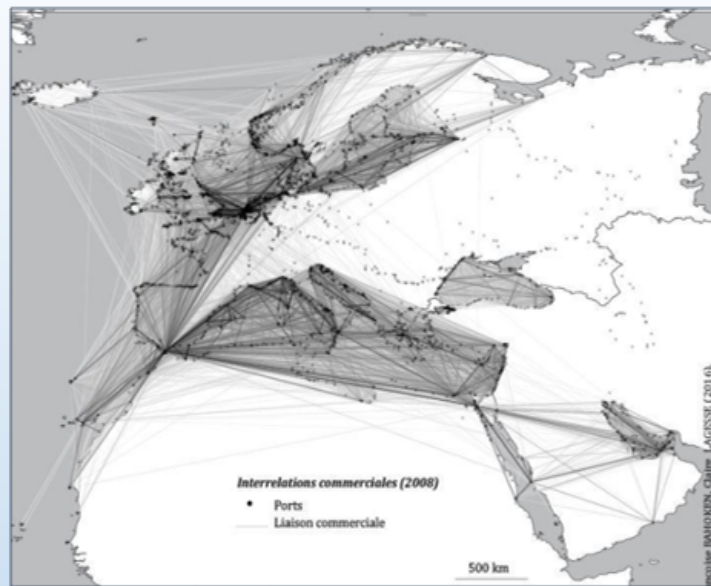 Interrelations commerciales (2008)
Ports
Liaison commerciale
500 km
BAHOKEN, Claire LAGESSE (2016).